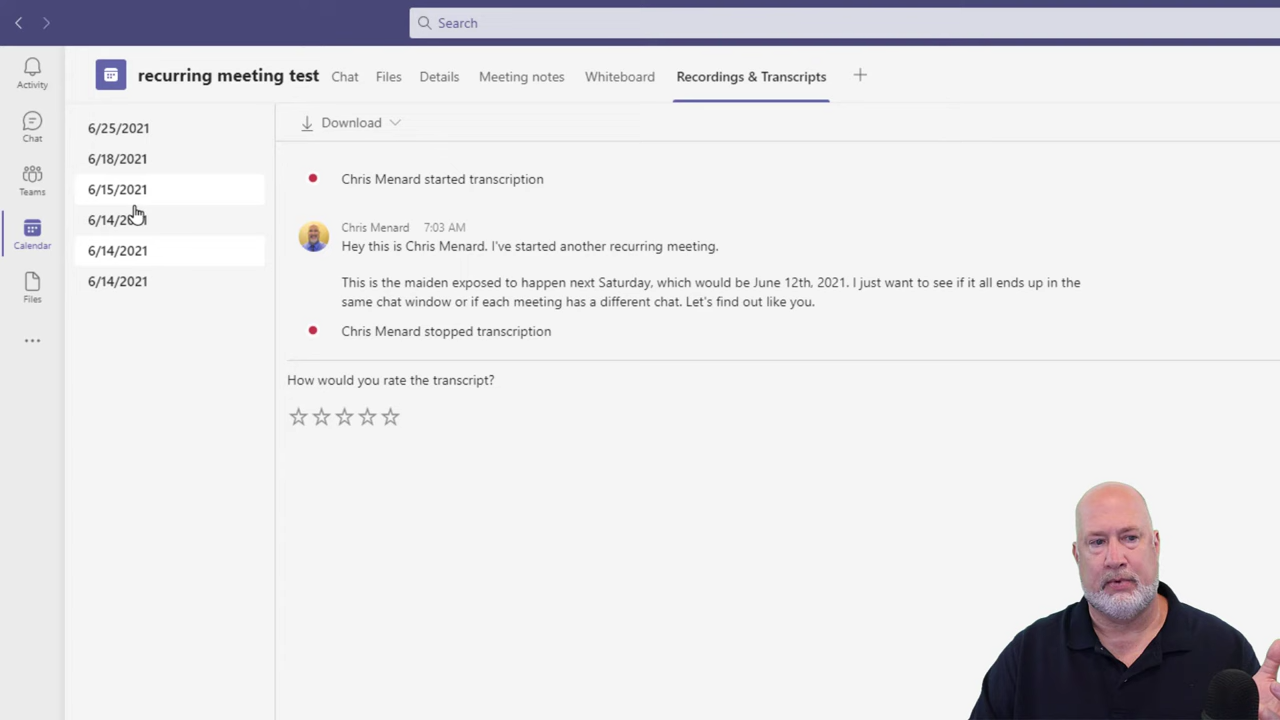 Search
Activity
Chat
Teams
Calendar
Files
recurring meeting test
Chat
Files
Details
Meeting notes
Whiteboard
Recordings & Transcripts
6/25/2021
6/18/2021
6/15/2021
6/14/2021
6/14/2021
6/14/2021
Download
Chris Menard started transcription
Chris Menard 7:03 AM
Hey this is Chris Menard. I've started another recurring meeting.
This is the maiden exposed to happen next Saturday, which would be June 12th, 2021. I just want to see if it all ends up in the
same chat window or if each meeting has a different chat. Let's find out like you.
Chris Menard stopped transcription
How would you rate the transcript?